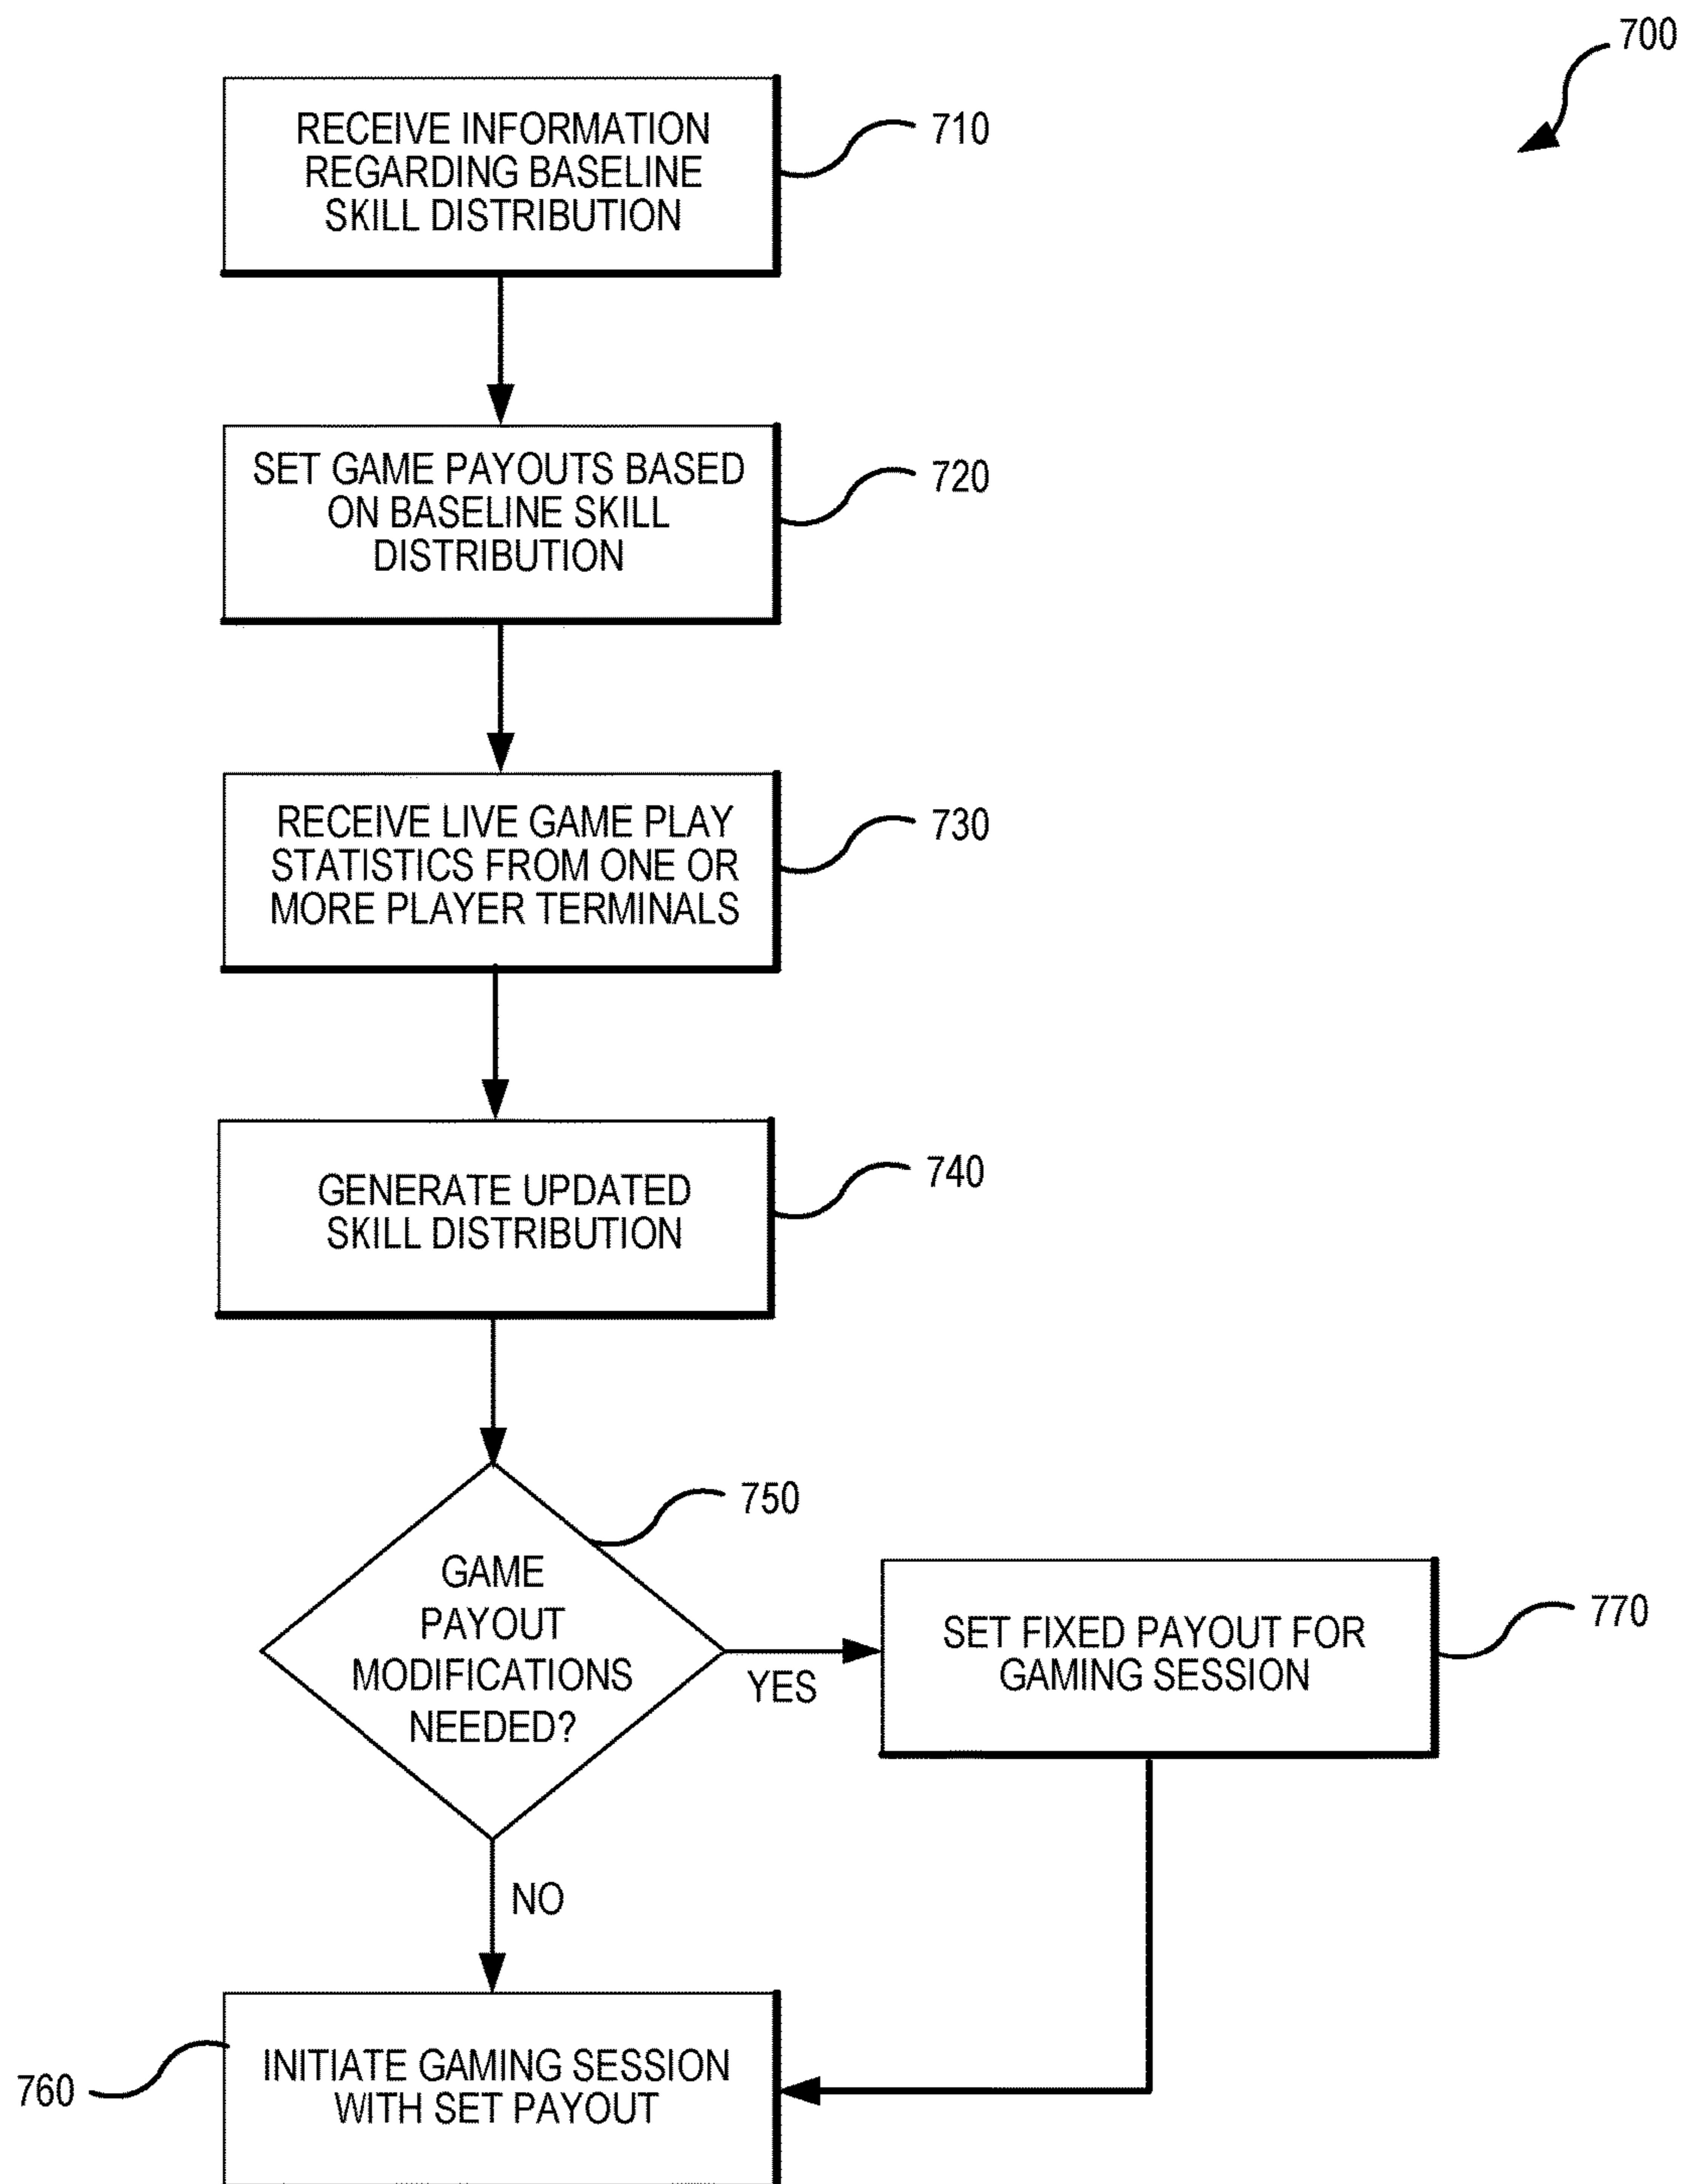 700
RECEIVE INFORMATION
REGARDING BASELINE
SKILL DISTRIBUTION
710
SET GAME PAYOUTS BASED
ON BASELINE SKILL
DISTRIBUTION
720
RECEIVE LIVE GAME PLAY
STATISTICS FROM ONE OR
MORE PLAYER TERMINALS
730
GENERATE UPDATED
SKILL DISTRIBUTION
740
GAME
PAYOUT
MODIFICATIONS
NEEDED?
750
YES
SET FIXED PAYOUT FOR
GAMING SESSION
770
NO
INITIATE GAMING SESSION
WITH SET PAYOUT
760